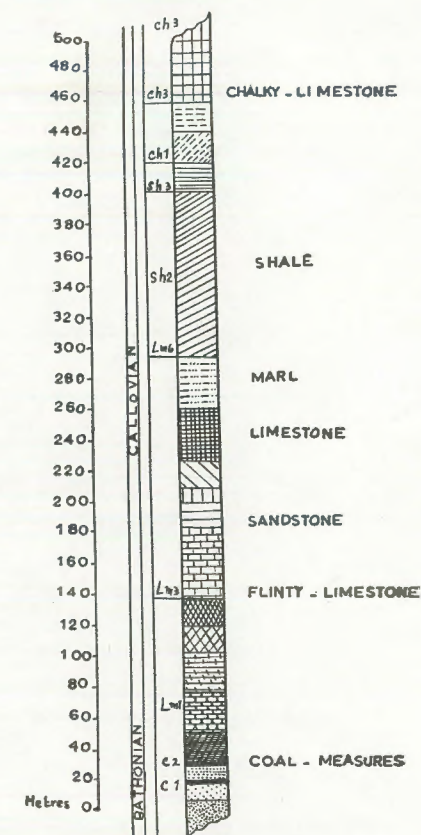 ch3
500
480
460 ch3 CHALKY - LIMESTONE
440
420 ch1
400 Sh3
380
360 SHALE
340 Sh2
320
300 Lm6
280 MARL
260
240 LIMESTONE
220
200
180 SANDSTONE
160
140 Lm3 FLINTY - LIMESTONE
120
100
80
60 Lm1
40
20 C2 COAL - MEASURES
Metres 0 C1
CALLOVIAN
BATHONIAN